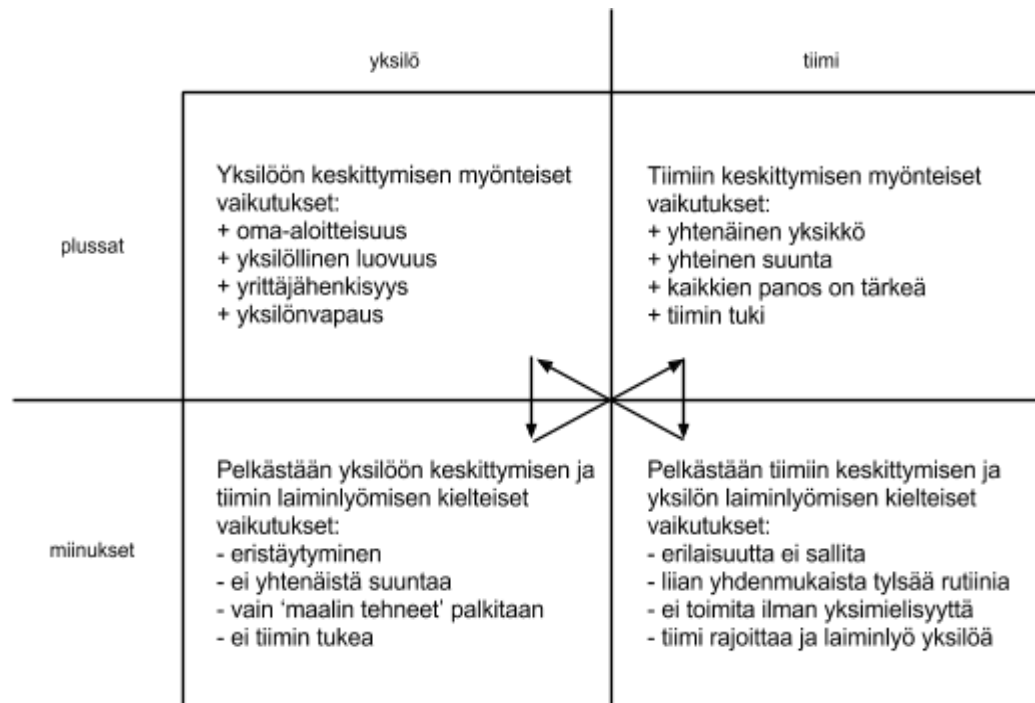 yksilö
tiimi
plussat
Yksilöön keskittymisen myönteiset
vaikutukset:
+ oma-aloitteisuus
+ yksilöllinen luovuus
+ yrittäjähenkisyys
+ yksilönvapaus
Tiimiin keskittymisen myönteiset
vaikutukset:
+ yhtenäinen yksikkö
+ yhteinen suunta
+ kaikkien panos on tärkeä
+ tiimin tuki
miinukset
Pelkästään yksilöön keskittymisen ja
tiimin laiminlyömisen kielteiset
vaikutukset:
- eristäytyminen
- ei yhtenäistä suuntaa
- vain ‘maalin tehneet’ palkitaan
- ei tiimin tukea
Pelkästään tiimiin keskittymisen ja
yksilön laiminlyömisen kielteiset
vaikutukset:
- erilaisuutta ei sallita
- liian yhdenmukaista tylsää rutiinia
- ei toimita ilman yksimielisyyttä
- tiimi rajoittaa ja laiminlyö yksilöä